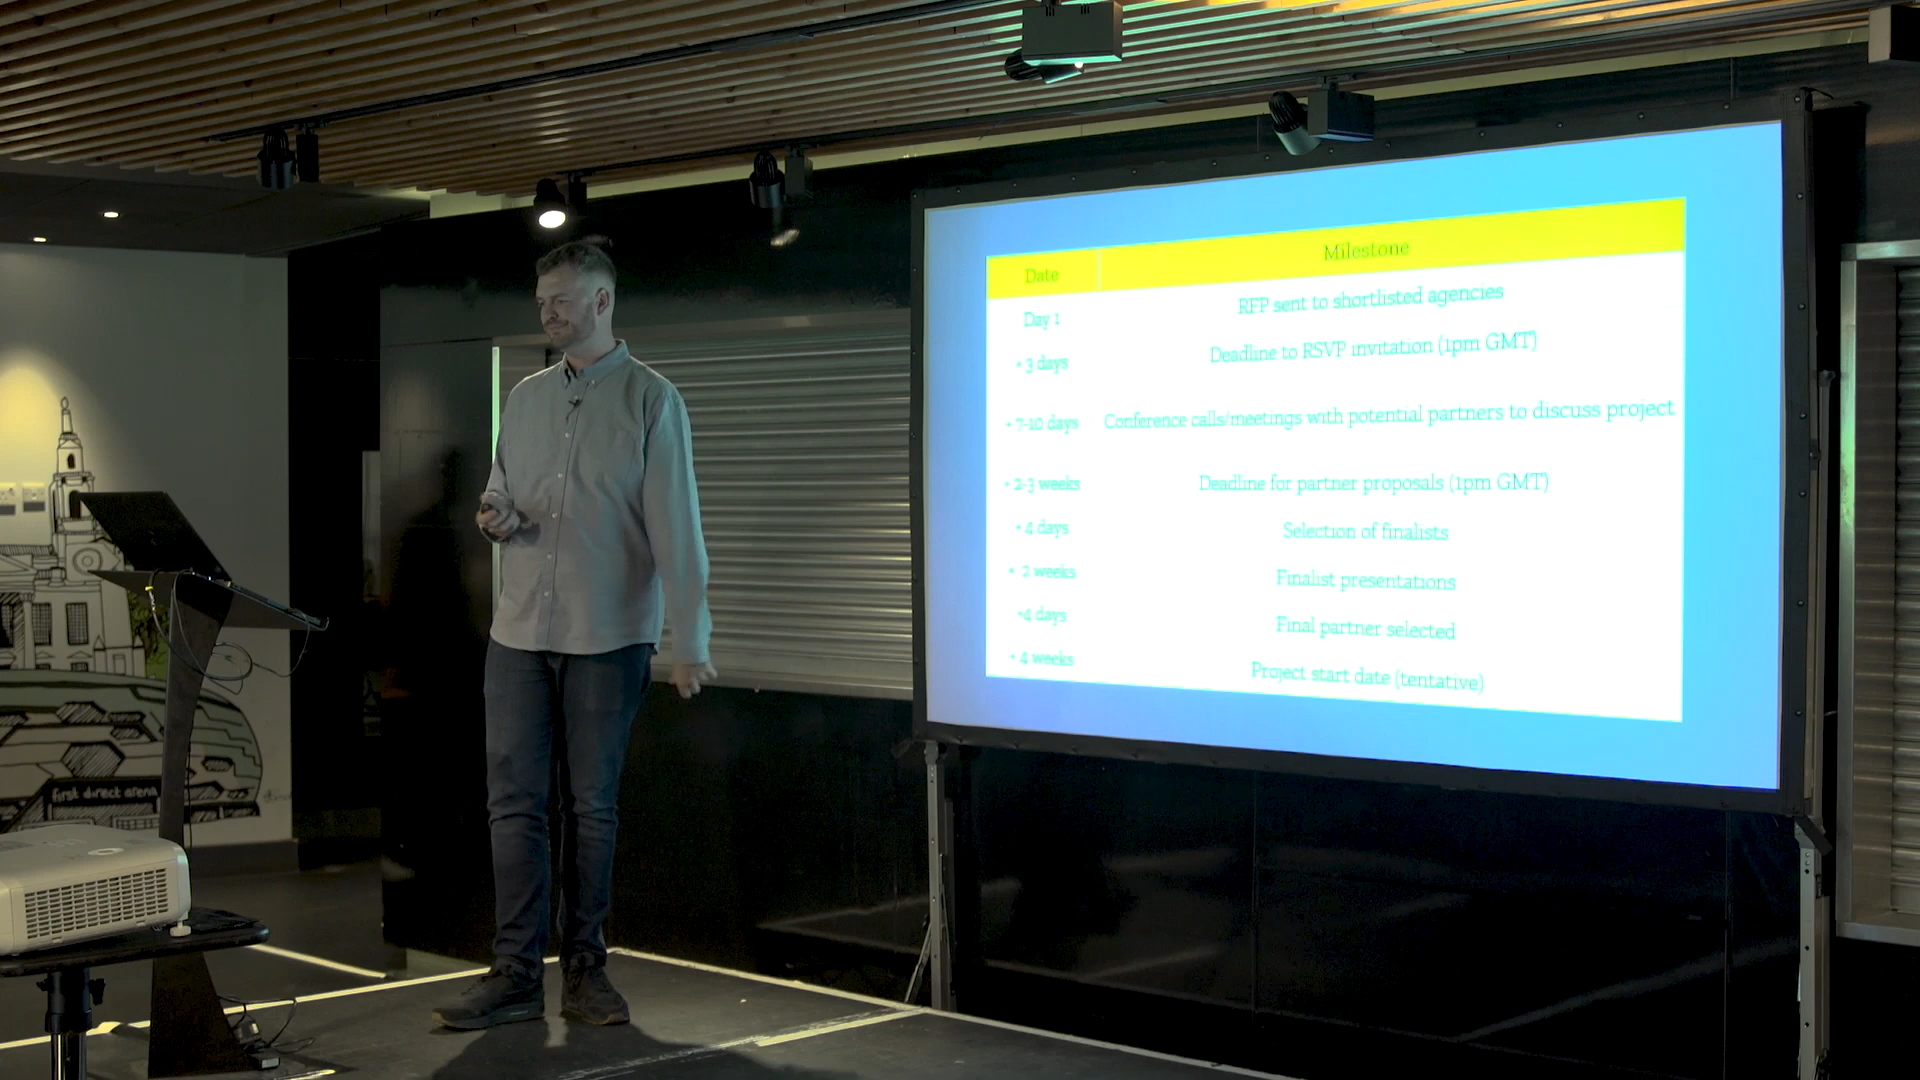 Date Milestone
Day 1 RFP sent to shortlisted agencies
+ 3 days Deadline to RSVP invitation (1pm GMT)
+ 7-10 days Conference calls/meetings with potential partners to discuss project
+ 2-3 weeks Deadline for partner proposals (1pm GMT)
+ 4 days Selection of finalists
+ 2 weeks Finalist presentations
+4 days Final partner selected
+ 4 weeks Project start date (tentative)
first direct arena